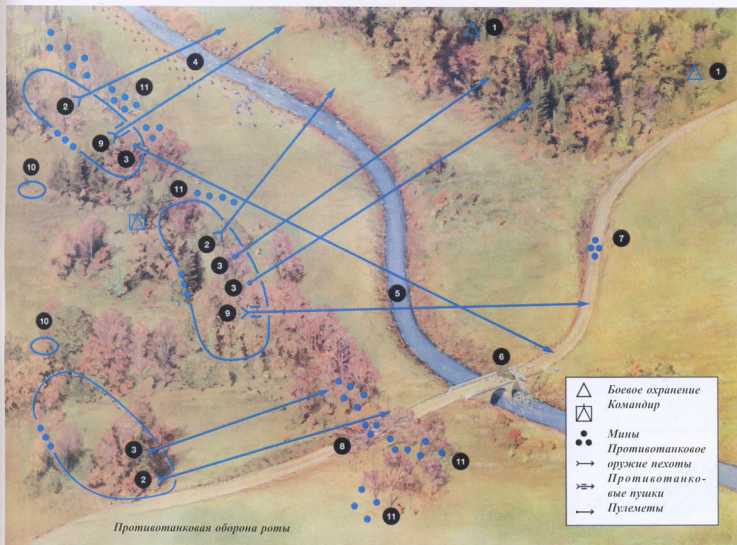 1
1
4
11
2
9
3
10
11
2
3
3
9
7
5
10
6
3
2
8
11
11
Боевое охранение
Командир
Мины
Противотанковое
оружие пехоты
Противотанко-
вые пушки
Пулеметы
Противотанковая оборона роты